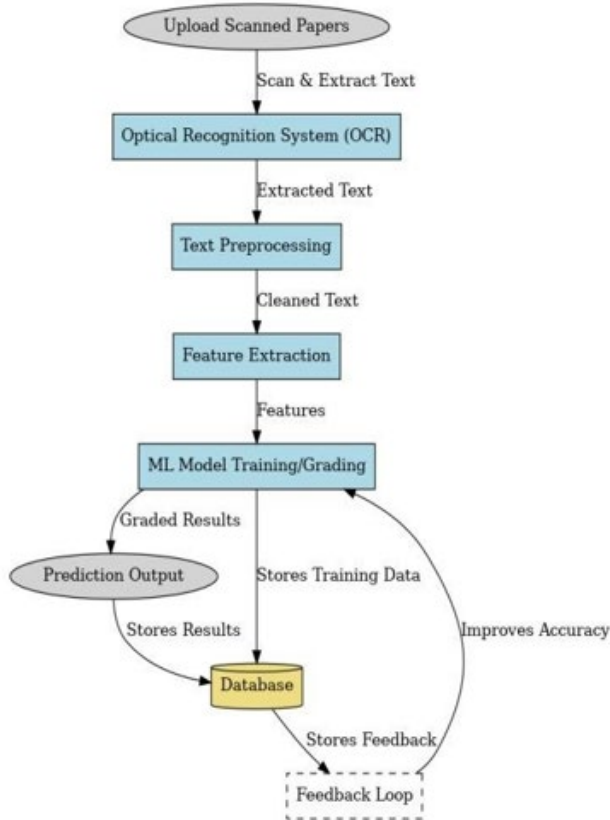 Upload Scanned Papers
Scan & Extract Text
Optical Recognition System (OCR)
Extracted Text
Text Preprocessing
Cleaned Text
Feature Extraction
Features
ML Model Training/Grading
Graded Results
Prediction Output
Stores Training Data
Stores Results
Improves Accuracy
Database
Stores Feedback
Feedback Loop